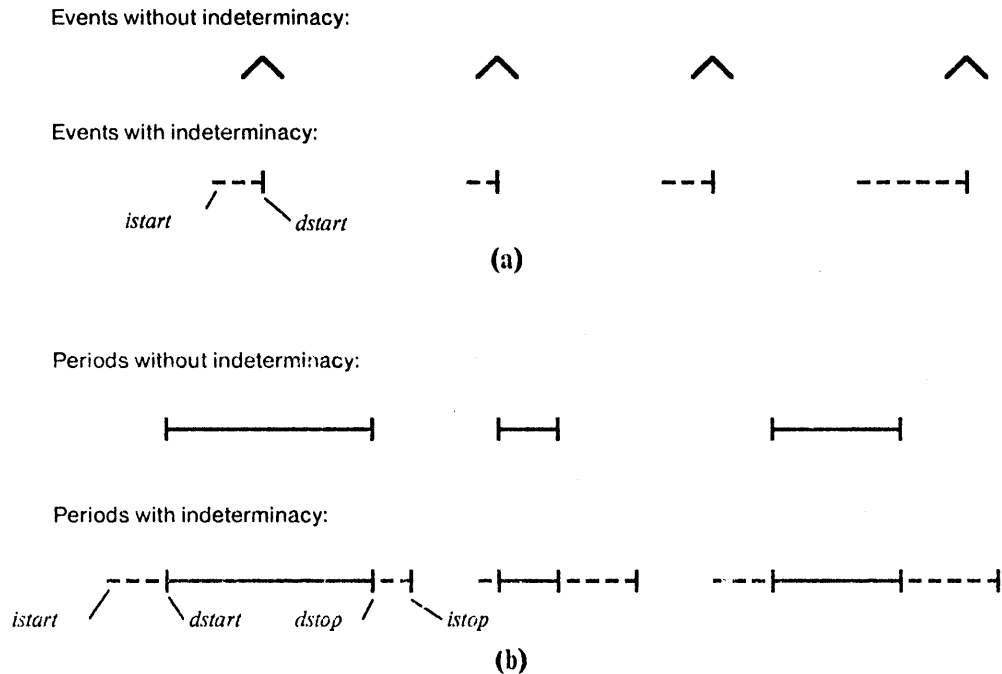 Events without indeterminacy:
Events with indeterminacy:
istart
dstart
(a)
Periods without indeterminacy:
Periods with indeterminacy:
istart
dstart
dstop
istop
(b)